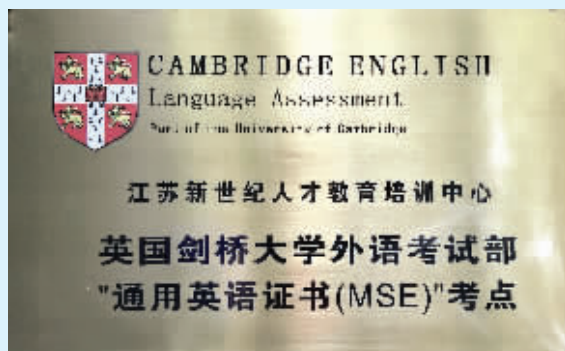 CAMBRIDGE ENGLISH
Language Assessment
Part of the University of Cambridge
江苏新世纪人才教育培训中心
英国剑桥大学外语考试部
"通用英语证书(MSE)"考点